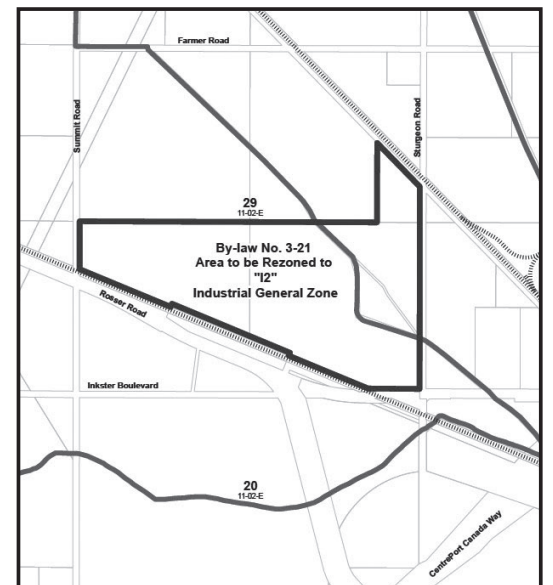 Farmer Road
Summit Road
Sturgeon Road
29
11-02-E
By-law No. 3-21
Area to be Rezoned to
"I2"
Industrial General Zone
Rosser Road
Inkster Boulevard
20
11-02-E
CentrePort Canada Way